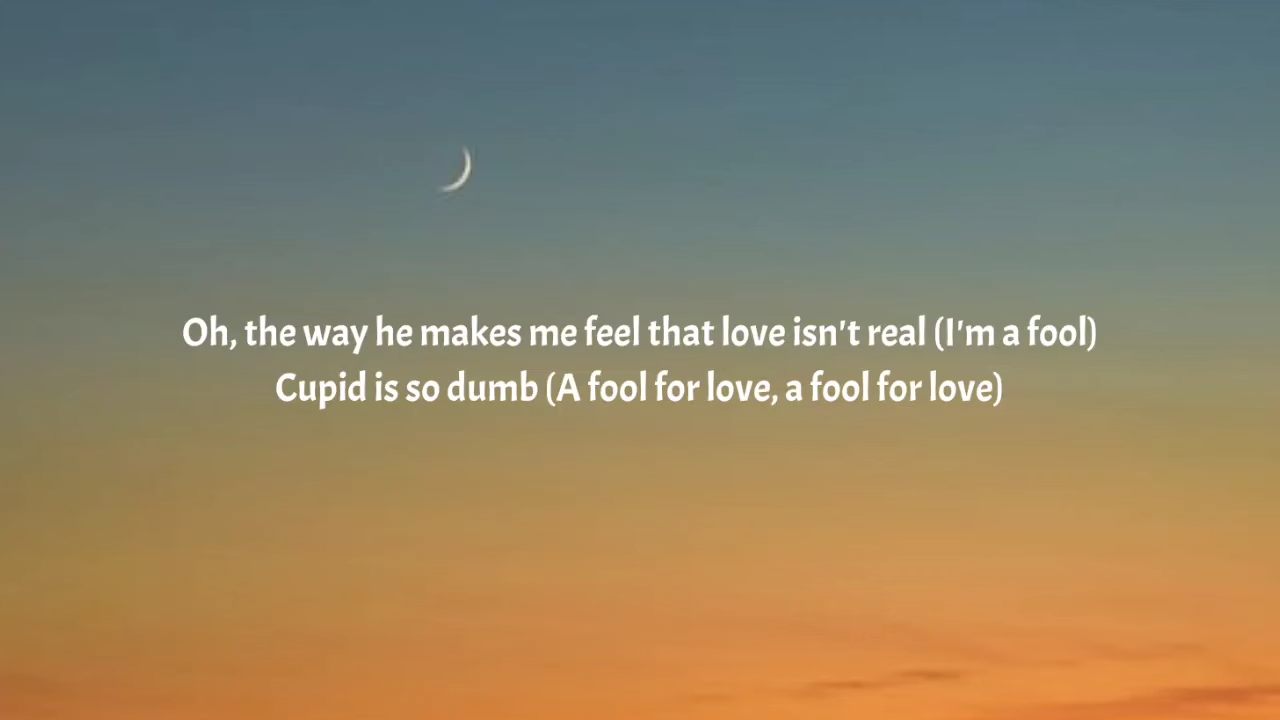 Oh, the way he makes me feel that love isn't real (I'm a fool)
Cupid is so dumb (A fool for love, a fool for love)